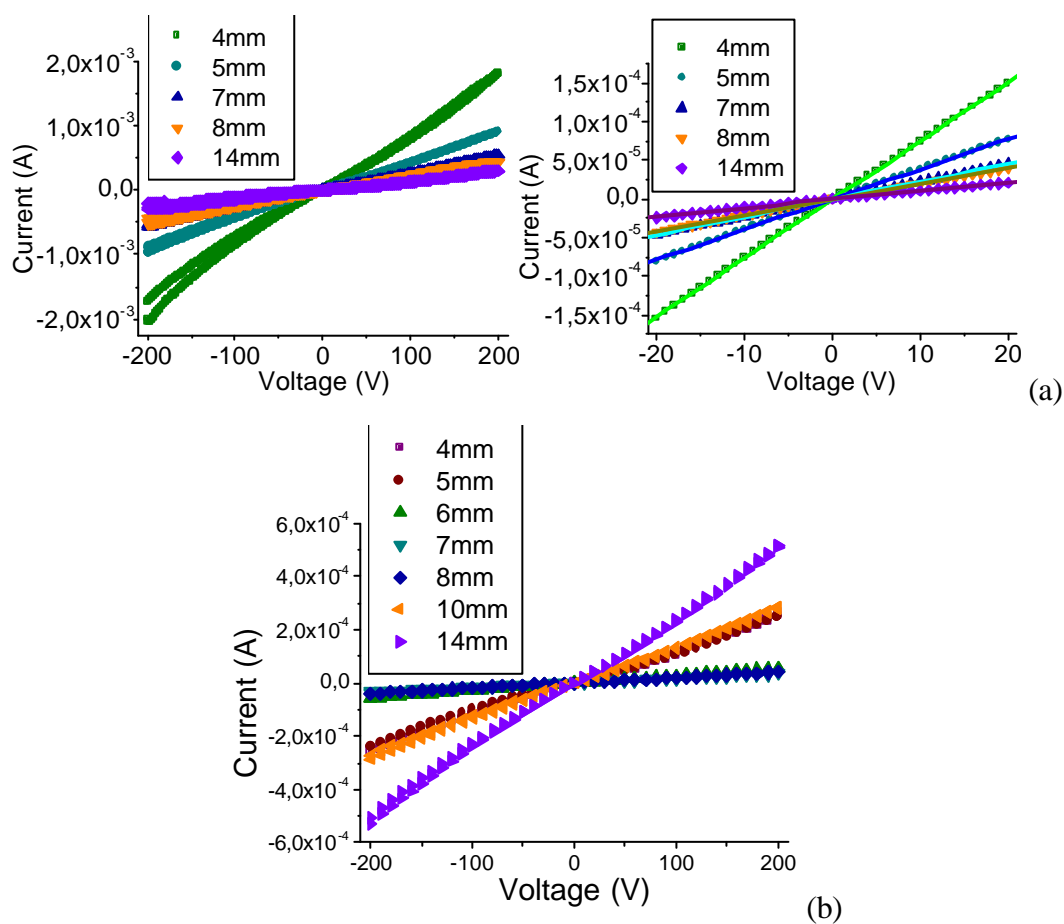 4mm
5mm
7mm
8mm
14mm
2,0x10⁻³
1,0x10⁻³
0,0
-1,0x10⁻³
-2,0x10⁻³
Current (A)
-200 -100 0 100 200
Voltage (V)
4mm
5mm
7mm
8mm
14mm
1,5x10⁻⁴
1,0x10⁻⁴
5,0x10⁻⁵
0,0
-5,0x10⁻⁵
-1,0x10⁻⁴
-1,5x10⁻⁴
Current (A)
-20 -10 0 10 20
Voltage (V)
(a)
4mm
5mm
6mm
7mm
8mm
10mm
14mm
6,0x10⁻⁴
4,0x10⁻⁴
2,0x10⁻⁴
0,0
-2,0x10⁻⁴
-4,0x10⁻⁴
-6,0x10⁻⁴
Current (A)
-200 -100 0 100 200
Voltage (V)
(b)